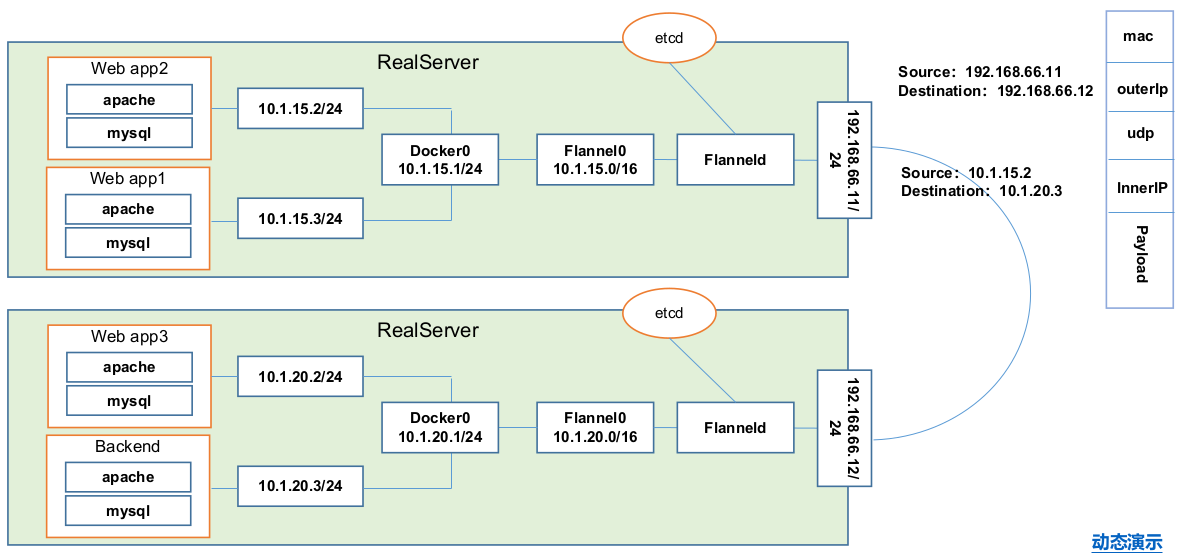 etcd
RealServer
Web app2
apache
mysql
10.1.15.2/24
Web app1
apache
mysql
10.1.15.3/24
Docker0
10.1.15.1/24
Flannel0
10.1.15.0/16
Flanneld
192.168.66.11/
24
Source：192.168.66.11
Destination：192.168.66.12
Source：10.1.15.2
Destination：10.1.20.3
mac
outerIp
udp
InnerIP
Payload
etcd
RealServer
Web app3
apache
mysql
10.1.20.2/24
Backend
apache
mysql
10.1.20.3/24
Docker0
10.1.20.1/24
Flannel0
10.1.20.0/16
Flanneld
192.168.66.12/
24
动态演示